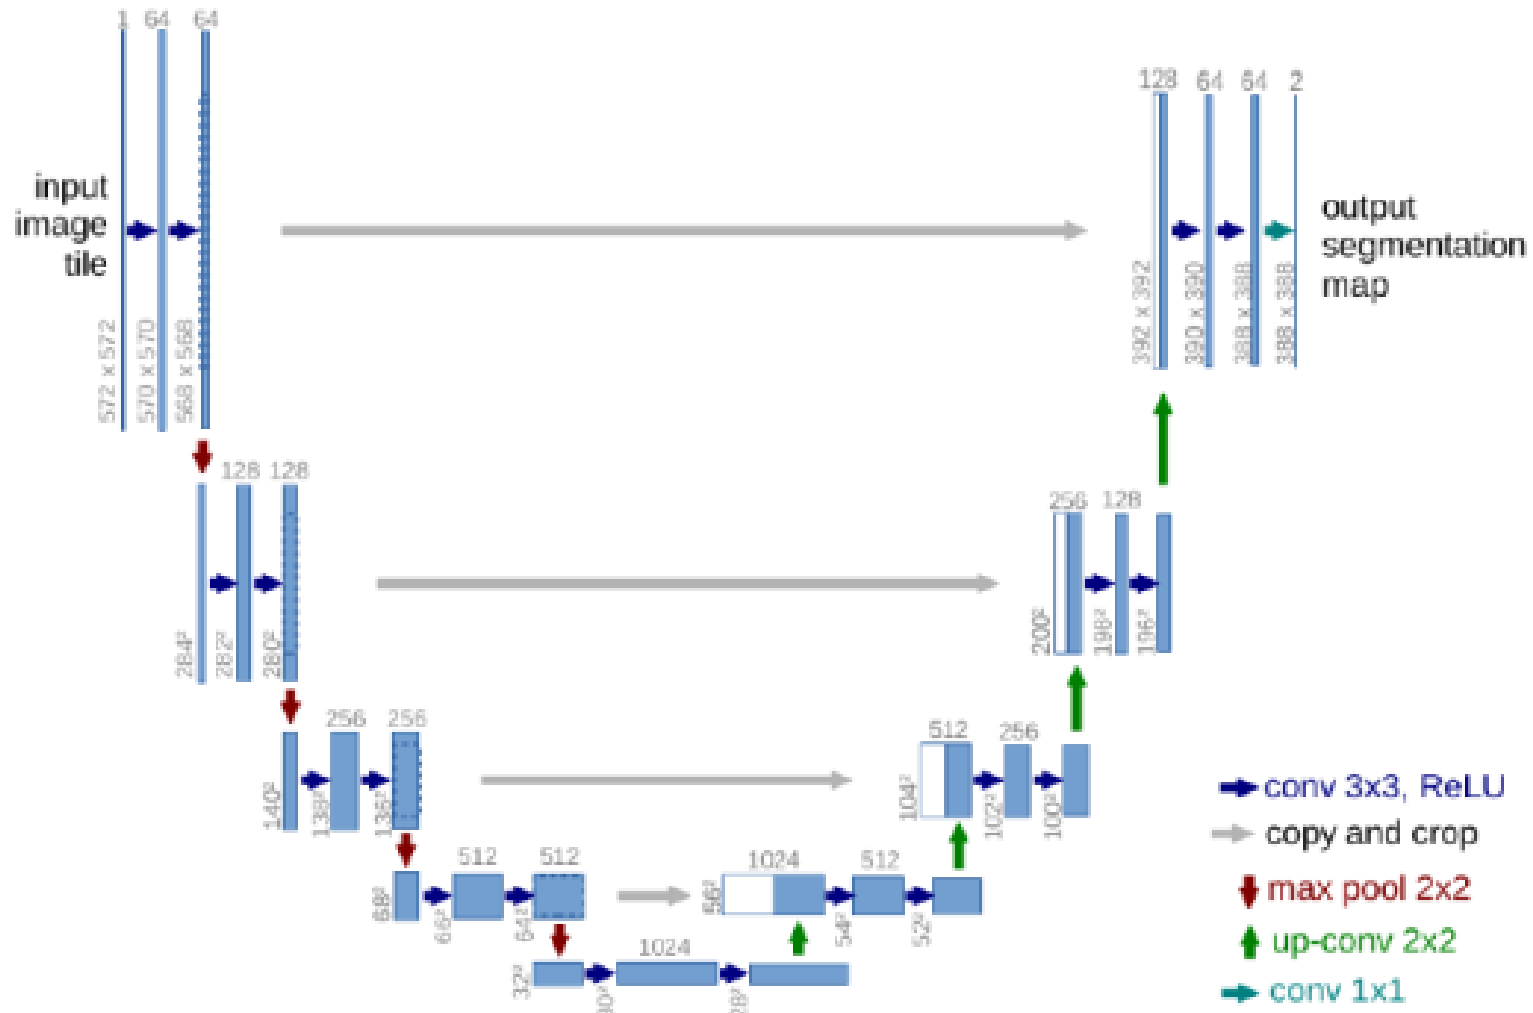 1 64 64
128 64 64 2
input
image
tile
output
segmentation
map
572 x 572
570 x 570
568 x 568
392 x 392
390 x 390
388 x 388
388 x 388
128 128
256 128
284²
282²
280²
200²
198²
196²
256 256
512 256
140²
138²
136²
104²
102²
100²
512 512
1024 512
68²
66²
64²
56²
54²
52²
1024
32²
conv 3x3, ReLU
copy and crop
max pool 2x2
up-conv 2x2
conv 1x1